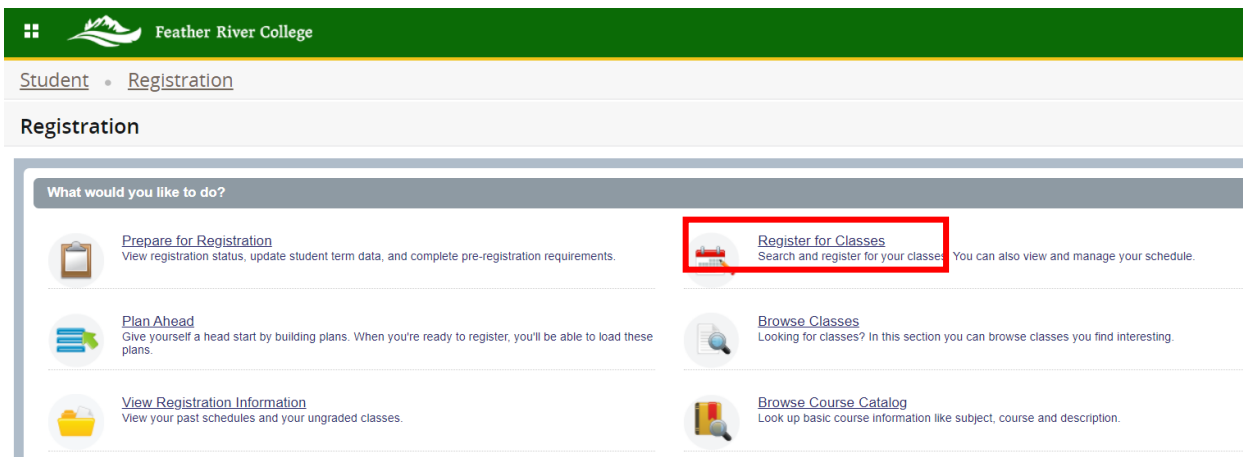 Feather River College
Student • Registration
Registration
What would you like to do?
Prepare for Registration
View registration status, update student term data, and complete pre-registration requirements.
Register for Classes
Search and register for your classes. You can also view and manage your schedule.
Plan Ahead
Give yourself a head start by building plans. When you're ready to register, you'll be able to load these
plans.
Browse Classes
Looking for classes? In this section you can browse classes you find interesting.
View Registration Information
View your past schedules and your ungraded classes.
Browse Course Catalog
Look up basic course information like subject, course and description.